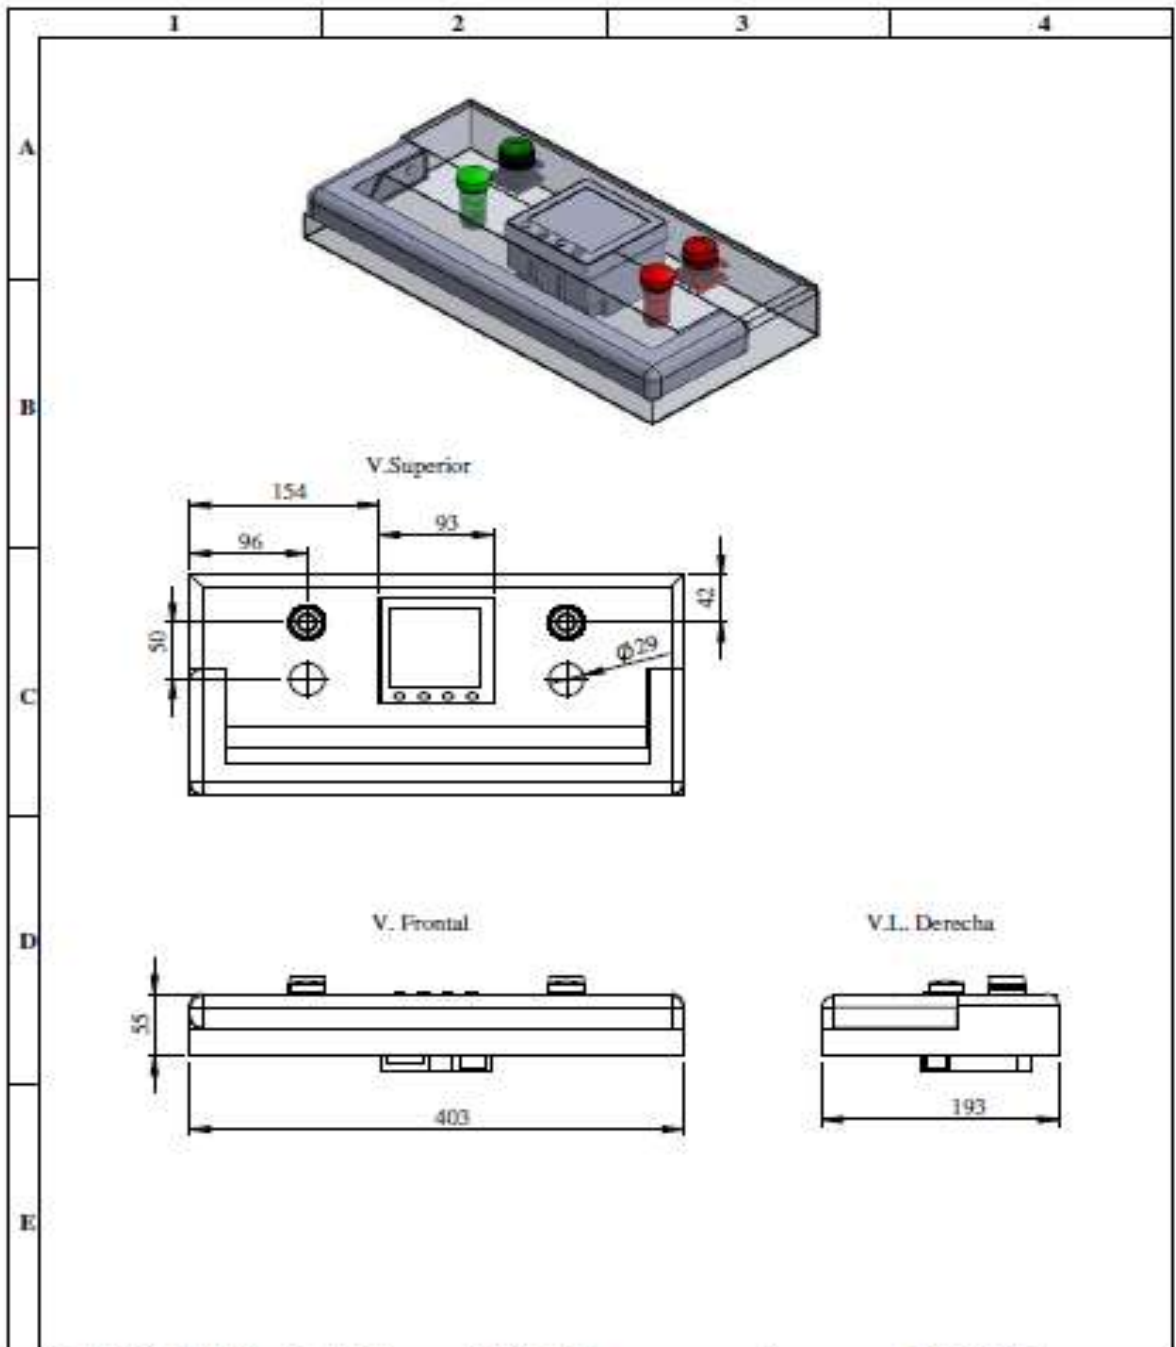 1 2 3 4
A
B
V.Superior
154
93
96
42
50
Φ29
C
D
V. Frontal
V.L. Derecha
55
403
193
E